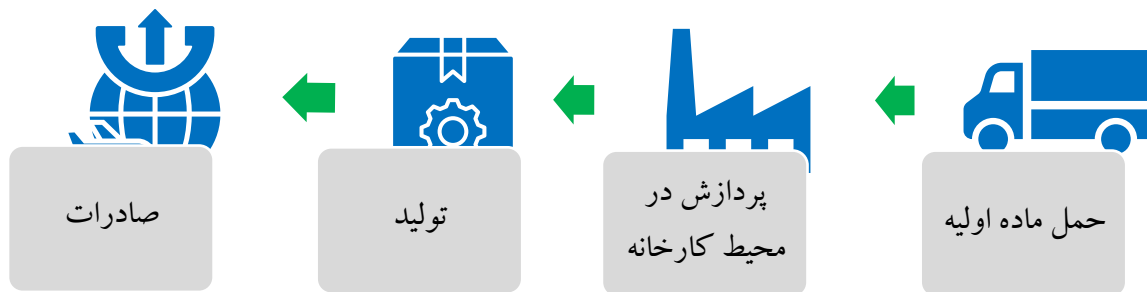 حمل ماده اولیه
پردازش در
محیط کارخانه
تولید
صادرات